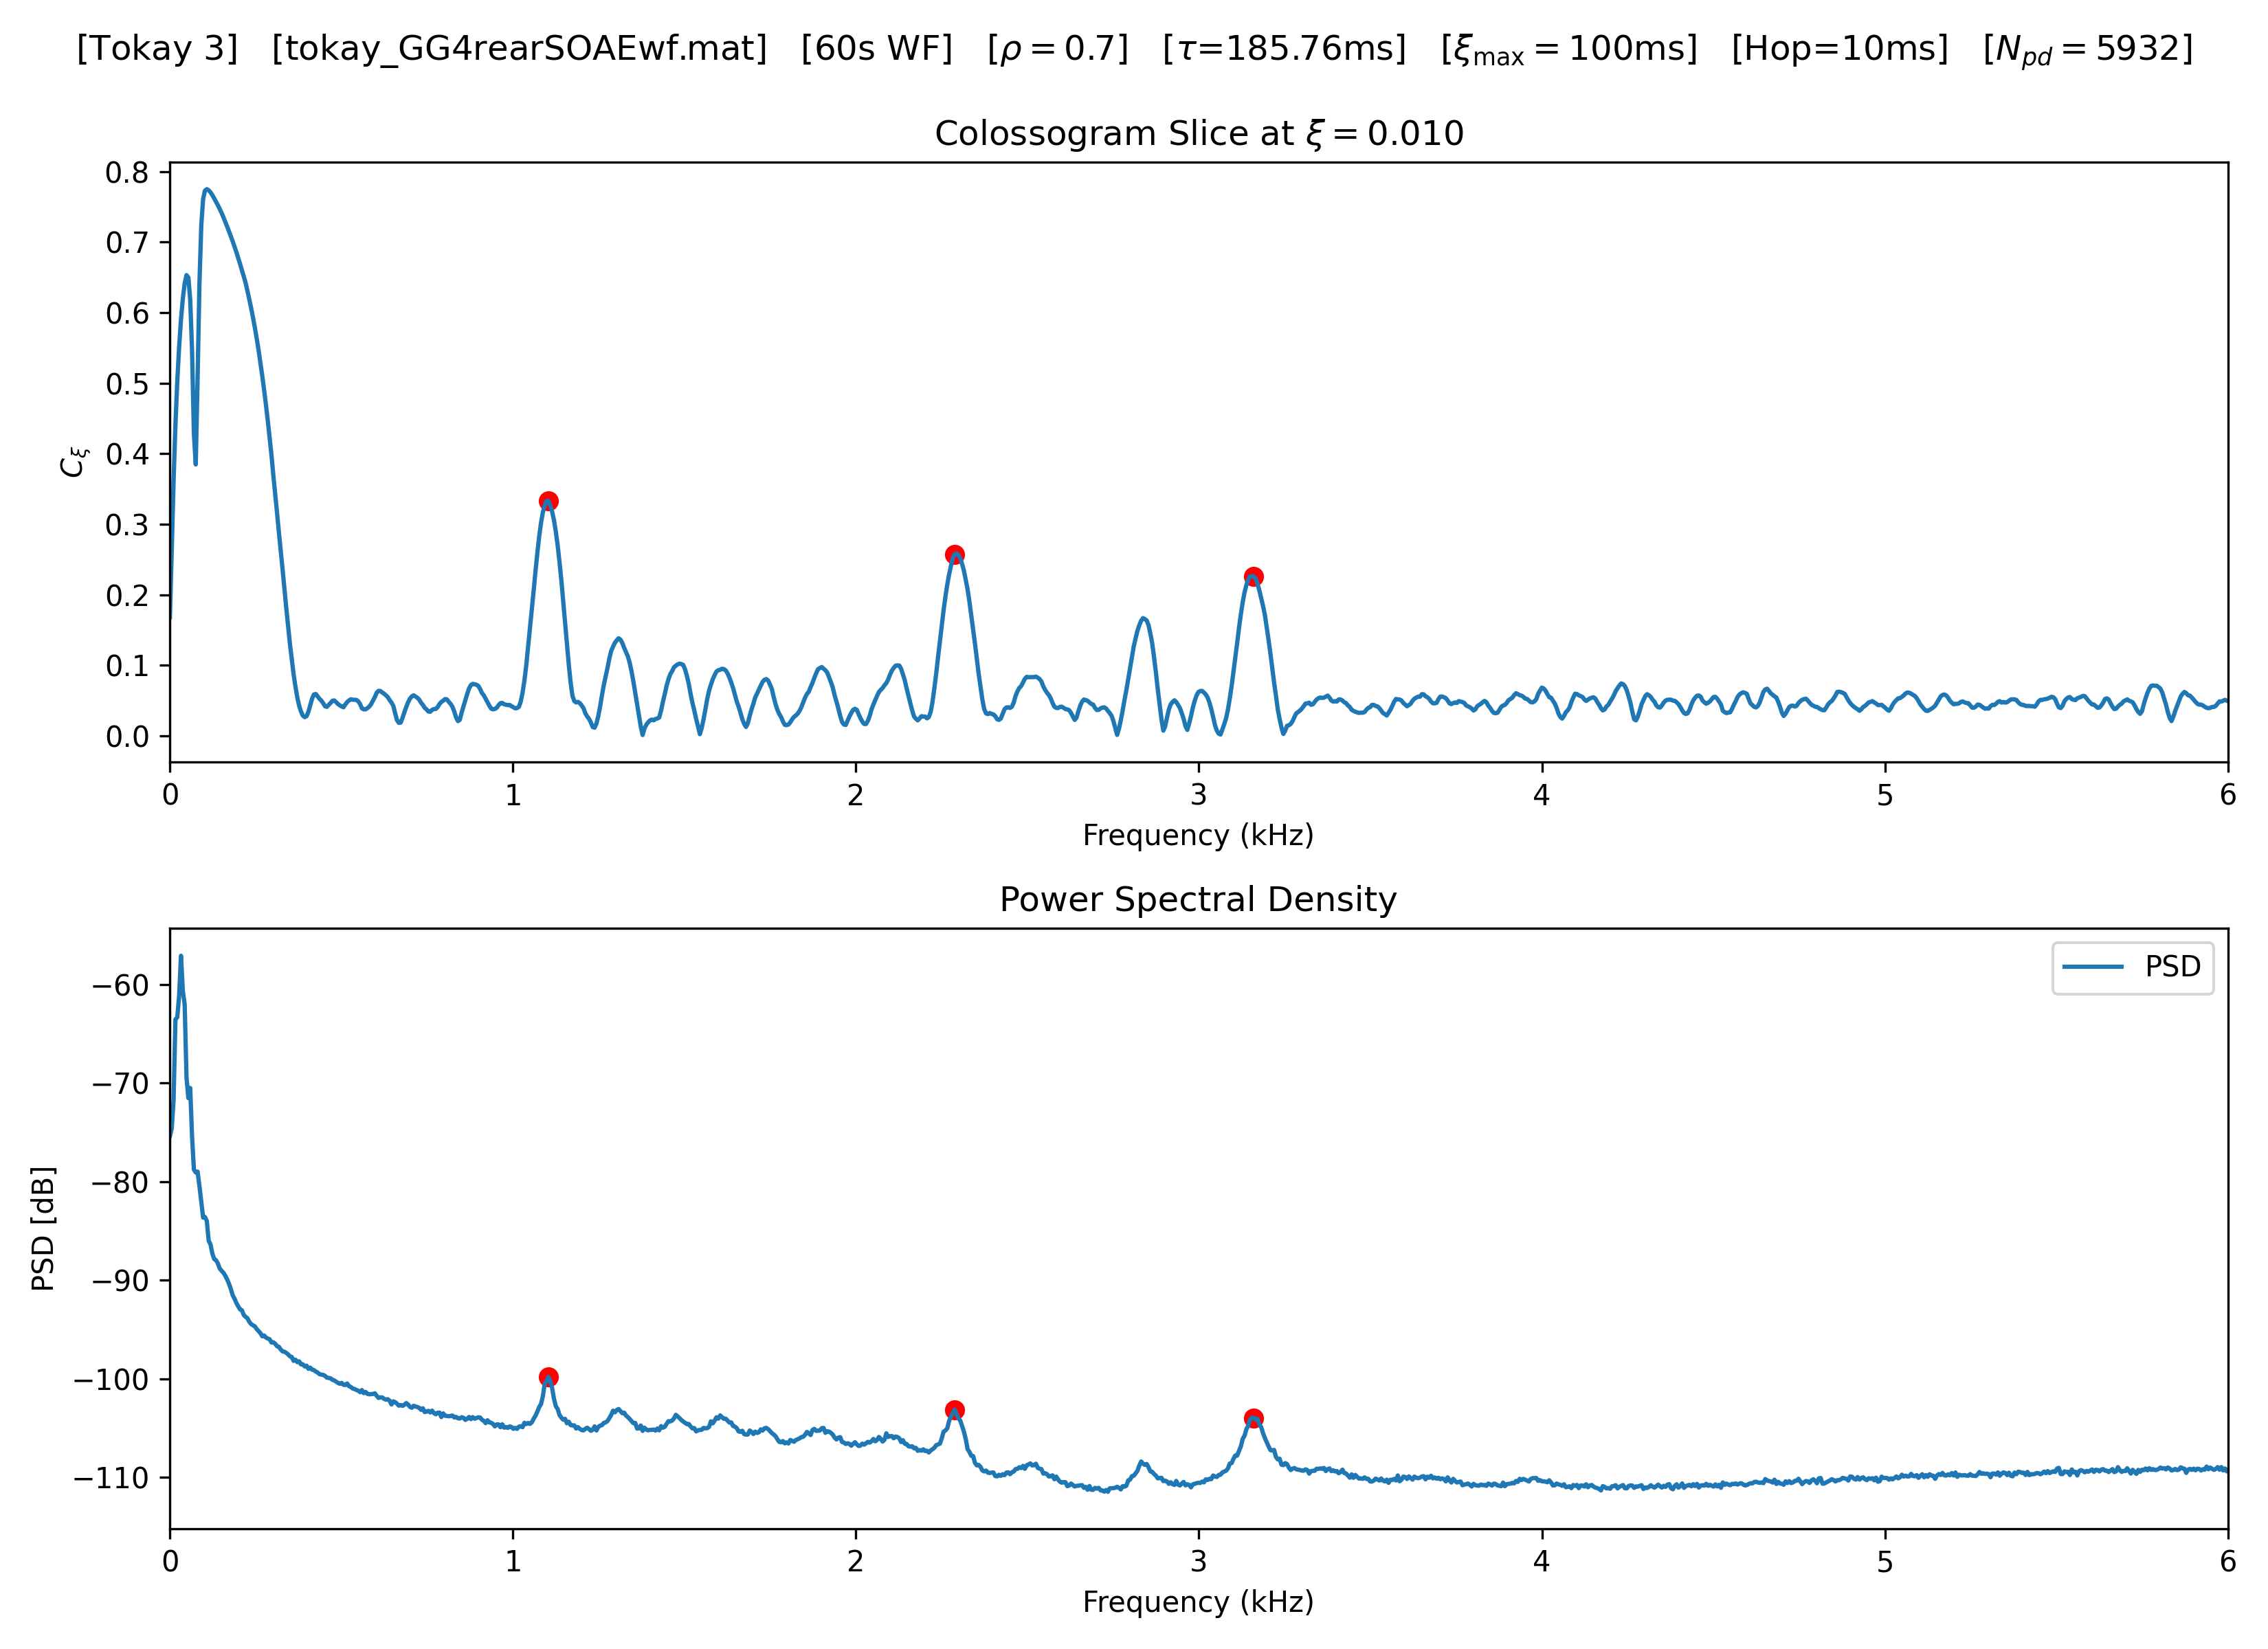 [Tokay 3] [tokay_GG4rearSOAEwf.mat] [60s WF] [ρ = 0.7] [τ=185.76ms] [ξmax = 100ms] [Hop=10ms] [Npd = 5932]
Colossogram Slice at ξ = 0.010
0.8
0.7
0.6
0.5
0.4
0.3
0.2
0.1
0.0
Cξ
0 1 2 3 4 5 6
Frequency (kHz)
Power Spectral Density
PSD
−60
−70
−80
−90
−100
−110
PSD [dB]
0 1 2 3 4 5 6
Frequency (kHz)